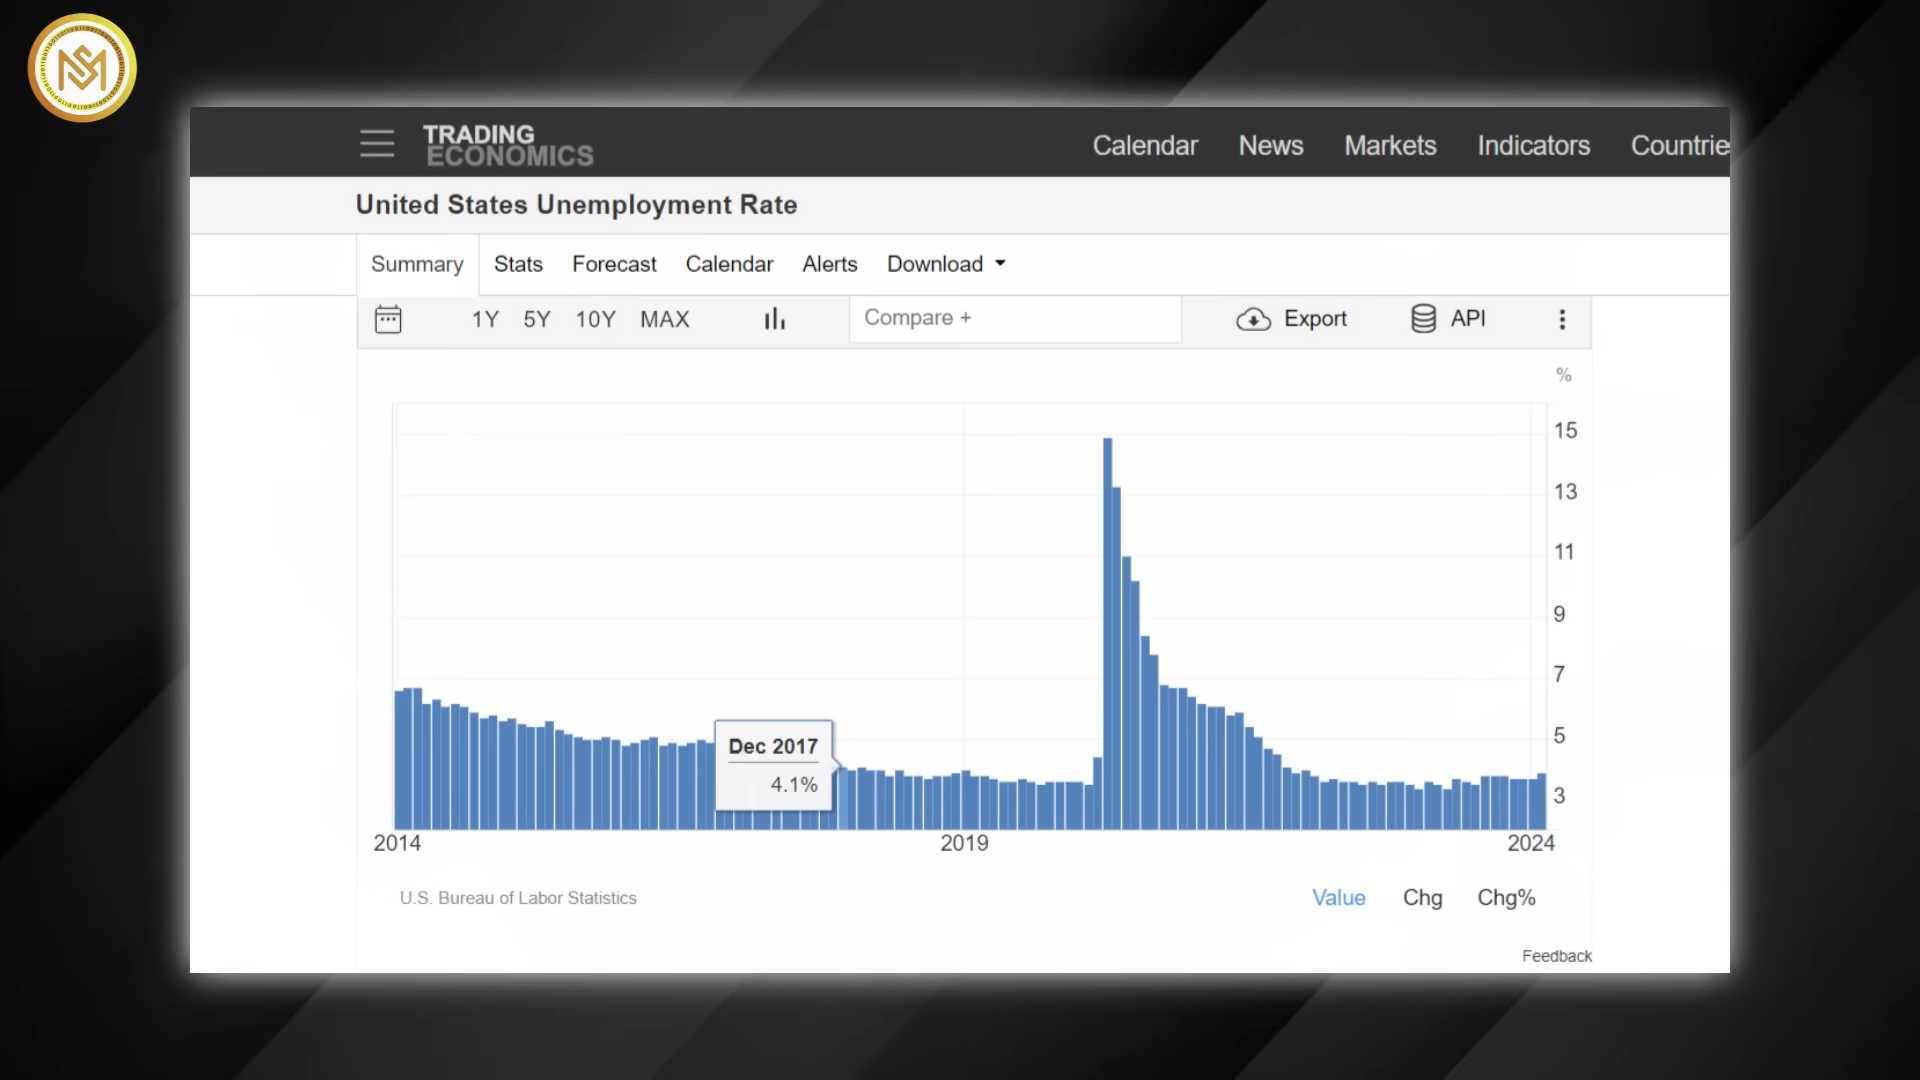 TRADING
ECONOMICS
Calendar News Markets Indicators Countrie
United States Unemployment Rate
Summary Stats Forecast Calendar Alerts Download
1Y 5Y 10Y MAX Compare + Export API
%
15
13
11
9
7
5
3
Dec 2017
4.1%
2014 2019 2024
U.S. Bureau of Labor Statistics
Value Chg Chg%
Feedback